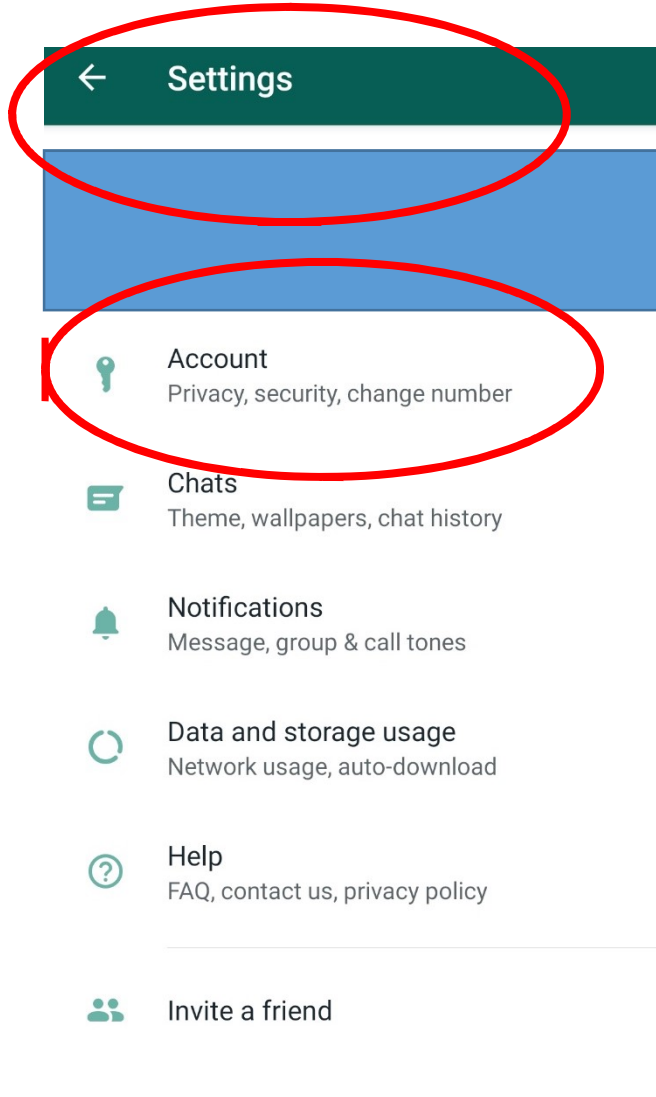 Settings
Account
Privacy, security, change number
Chats
Theme, wallpapers, chat history
Notifications
Message, group & call tones
Data and storage usage
Network usage, auto-download
Help
FAQ, contact us, privacy policy
Invite a friend